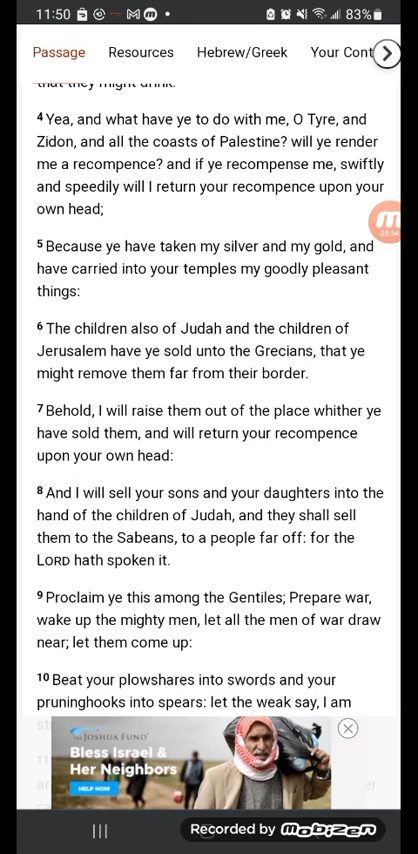 11:50 83%
Passage Resources Hebrew/Greek Your Cont
that they might drink.
4 Yea, and what have ye to do with me, O Tyre, and
Zidon, and all the coasts of Palestine? will ye render
me a recompence? and if ye recompense me, swiftly
and speedily will I return your recompence upon your
own head;
05:54
5 Because ye have taken my silver and my gold, and
have carried into your temples my goodly pleasant
things:
6 The children also of Judah and the children of
Jerusalem have ye sold unto the Grecians, that ye
might remove them far from their border.
7 Behold, I will raise them out of the place whither ye
have sold them, and will return your recompence
upon your own head:
8 And I will sell your sons and your daughters into the
hand of the children of Judah, and they shall sell
them to the Sabeans, to a people far off: for the
LORD hath spoken it.
9 Proclaim ye this among the Gentiles; Prepare war,
wake up the mighty men, let all the men of war draw
near; let them come up:
10 Beat your plowshares into swords and your
pruninghooks into spears: let the weak say, I am
11
THE JOSHUA FUND
Bless Israel &
Her Neighbors
HELP NOW
Recorded by mobizen